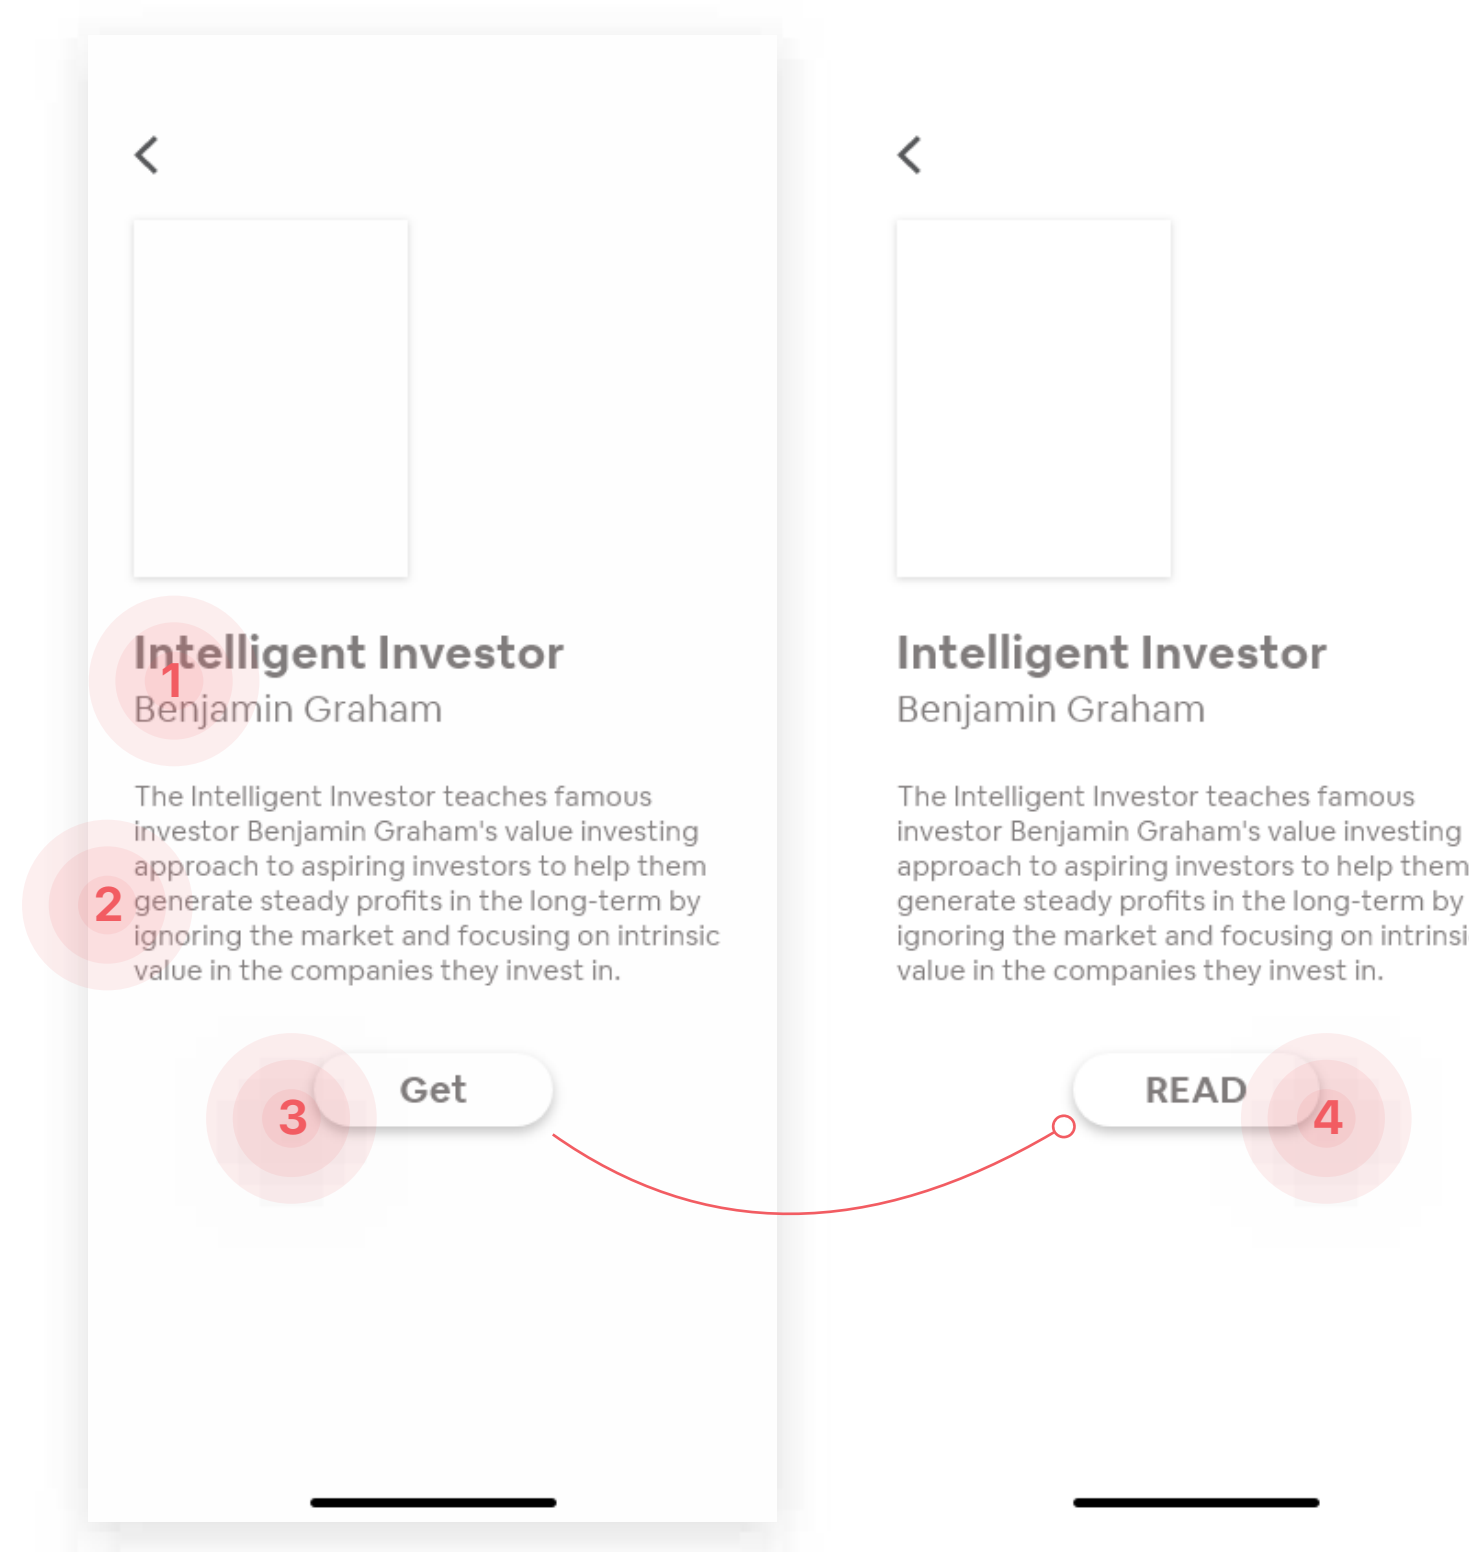 Intelligent Investor
1
Benjamin Graham
The Intelligent Investor teaches famous
investor Benjamin Graham's value investing
approach to aspiring investors to help them
2
generate steady profits in the long-term by
ignoring the market and focusing on intrinsic
value in the companies they invest in.
3
Get
Intelligent Investor
Benjamin Graham
The Intelligent Investor teaches famous
investor Benjamin Graham's value investing
approach to aspiring investors to help them
generate steady profits in the long-term by
ignoring the market and focusing on intrinsi
value in the companies they invest in.
READ
4